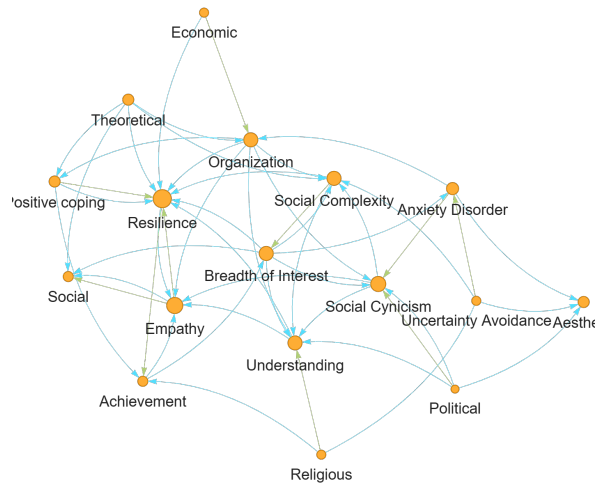 Economic
Theoretical
Organization
Positive coping
Social Complexity
Anxiety Disorder
Resilience
Breadth of Interest
Social
Social Cynicism
Uncertainty Avoidance
Aesthe
Empathy
Understanding
Achievement
Political
Religious